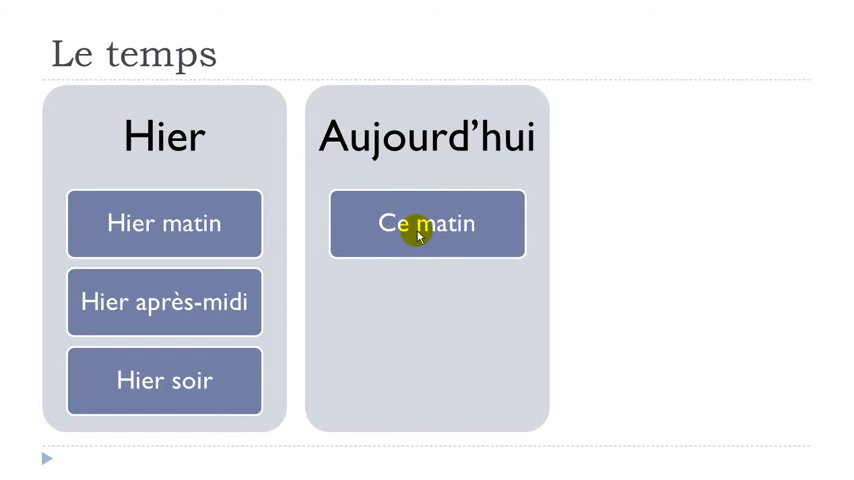 Le temps
Hier
Hier matin
Hier après-midi
Hier soir
Aujourd’hui
Ce matin